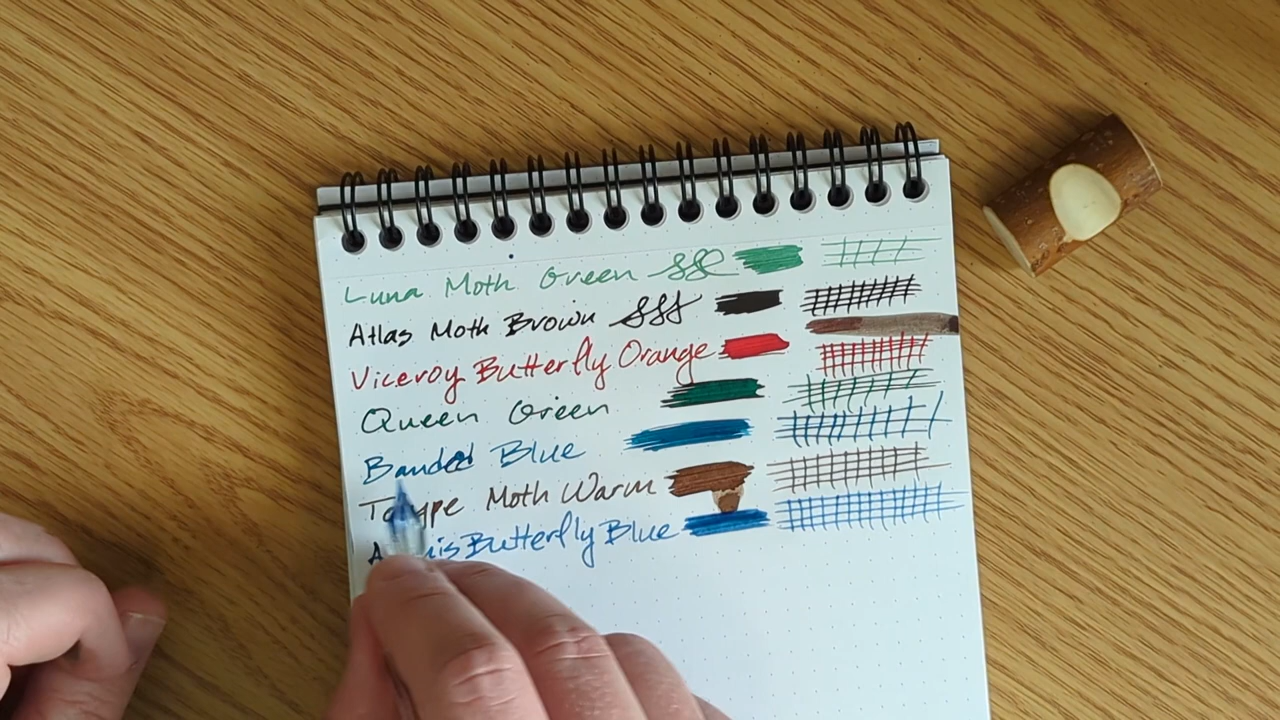 Luna Moth Green
Atlas Moth Brown
Viceroy Butterfly Orange
Queen Green
Banded Blue
Moth Warm
Butterfly Blue